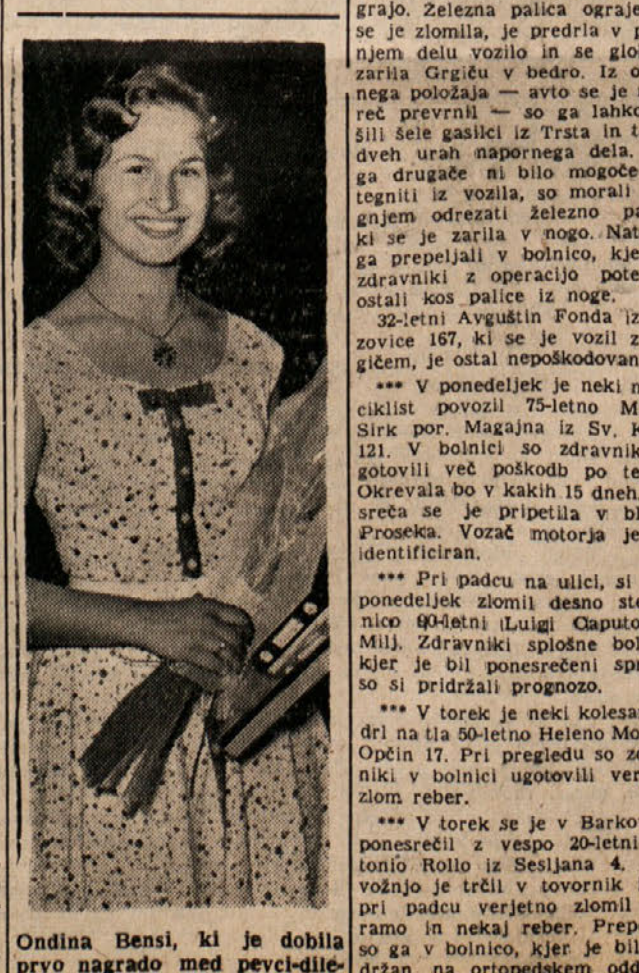 Ondina Bensi, ki je dobila
prvo nagrado med pevci-dile-
grajo. Železna palica ograje
se je zlomila, je predrla v p
njem delu vozilo in se glo
zarila Grgiču v bedro. Iz o
nega položaja — avto se je
reč prevrnil — so ga lahko
šili šele gasilci iz Trsta in t
dveh urah napornega dela.
ga drugače ni bilo mogoče
tegniti iz vozila, so morali
gnjem odrezati železno pa
ki se je zarila v nogo. Nat
ga prepeljali v bolnico, kje
zdravniki z operacijo pote
ostali kos palice iz noge.
32-letni Avguštin Fonda iz
zovice 167, ki se je vozil z
gičem, je ostal nepoškodovan
*** V ponedeljek je neki m
ciklist povozil 75-letno M
Sirk por. Magajna iz Sv. K
121. V bolnici so zdravnik
gotovili več poškodb po te
Okrevala bo v kakih 15 dneh.
sreča se je pripetila v bl
Proseka. Vozač motorja je
identificiran.
*** Pri padcu na ulici, si
ponedeljek zlomil desno ste
nico 90-letni Luigi Caputo
Milj. Zdravniki splošne bol
kjer je bil ponesrečeni spr
so si pridržali prognozo.
*** V torek je neki kolesa
drl na tla 50-letno Heleno Mo
Opčin 17. Pri pregledu so z
niki v bolnici ugotovili ver
zlom reber.
*** V torek se je v Barko
ponesrečil z vespo 20-letni
tonio Rollo iz Sesljana 4.
vožnjo je trčil v tovornik
pri padcu verjetno zlomil
ramo in nekaj reber. Prep
so ga v bolnico, kjer je bil
držan na ortopedskem odd